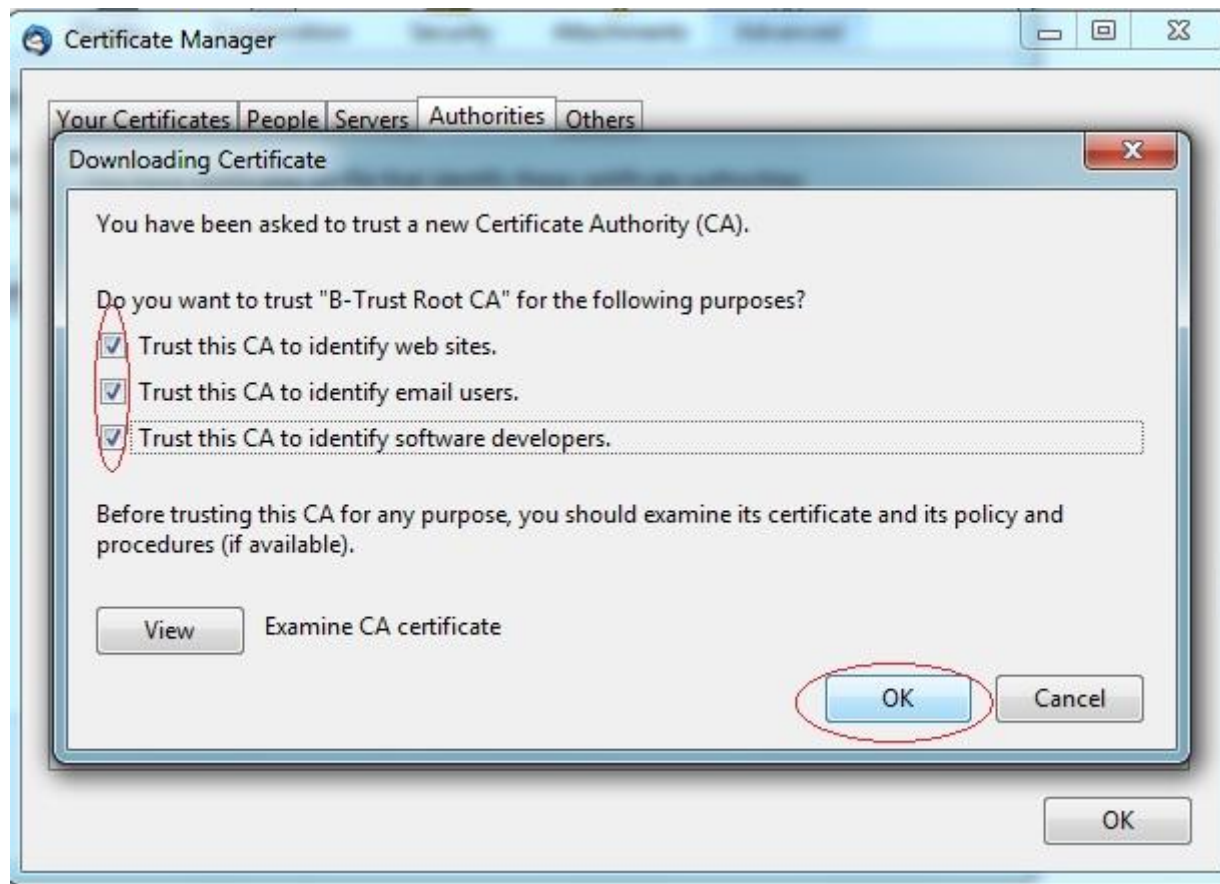 Certificate Manager
Security
Advanced
Your Certificates People Servers Authorities Others
Downloading Certificate
You have been asked to trust a new Certificate Authority (CA).
Do you want to trust "B-Trust Root CA" for the following purposes?
Trust this CA to identify web sites.
Trust this CA to identify email users.
Trust this CA to identify software developers.
Before trusting this CA for any purpose, you should examine its certificate and its policy and
procedures (if available).
View Examine CA certificate
OK Cancel
OK